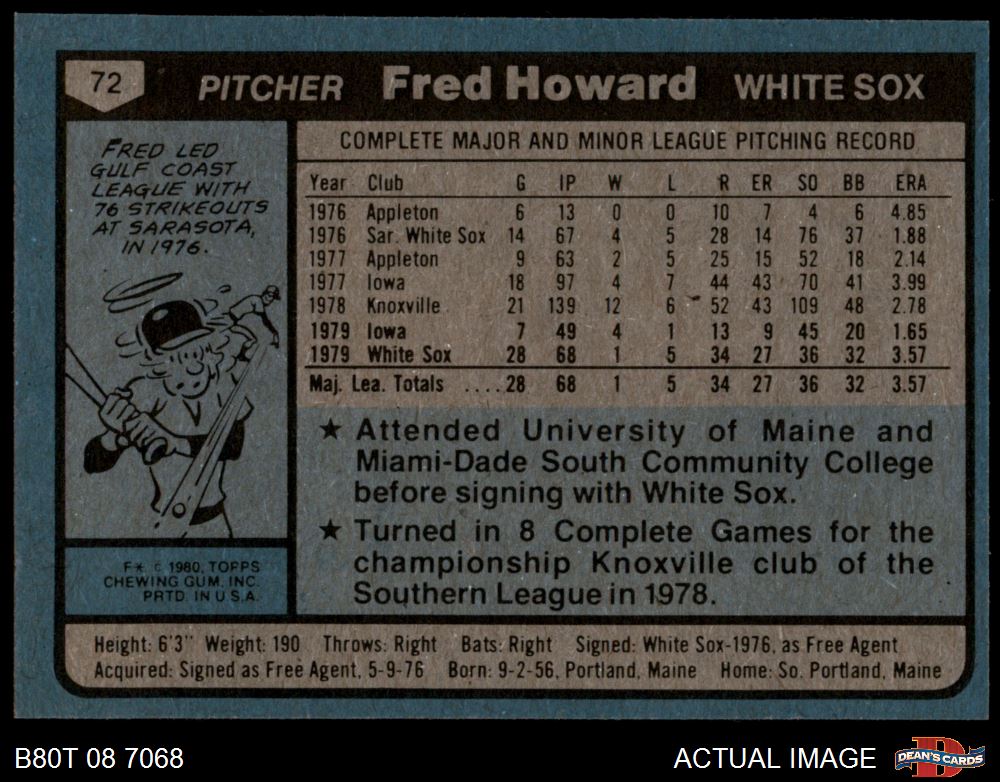 72 PITCHER Fred Howard WHITE SOX
FRED LED
GULF COAST
LEAGUE WITH
76 STRIKEOUTS
AT SARASOTA,
IN 1976.
COMPLETE MAJOR AND MINOR LEAGUE PITCHING RECORD
Year Club G IP W L R ER SO BB ERA
1976 Appleton 6 13 0 0 10 7 4 6 4.85
1976 Sar. White Sox 14 67 4 5 28 14 76 37 1.88
1977 Appleton 9 63 2 5 25 15 52 18 2.14
1977 Iowa 18 97 4 7 44 43 70 41 3.99
1978 Knoxville 21 139 12 6 52 43 109 48 2.78
1979 Iowa 7 49 4 1 13 9 45 20 1.65
1979 White Sox 28 68 1 5 34 27 36 32 3.57
Maj. Lea. Totals ....28 68 1 5 34 27 36 32 3.57
★ Attended University of Maine and
Miami-Dade South Community College
before signing with White Sox.
★ Turned in 8 Complete Games for the
championship Knoxville club of the
Southern League in 1978.
F* © 1980, TOPPS
CHEWING GUM, INC.
PRTD. IN U.S.A.
Height: 6'3" Weight: 190 Throws: Right Bats: Right Signed: White Sox-1976, as Free Agent
Acquired: Signed as Free Agent, 5-9-76 Born: 9-2-56, Portland, Maine Home: So. Portland, Maine
B80T 08 7068
ACTUAL IMAGE
D
DEAN'S CARDS